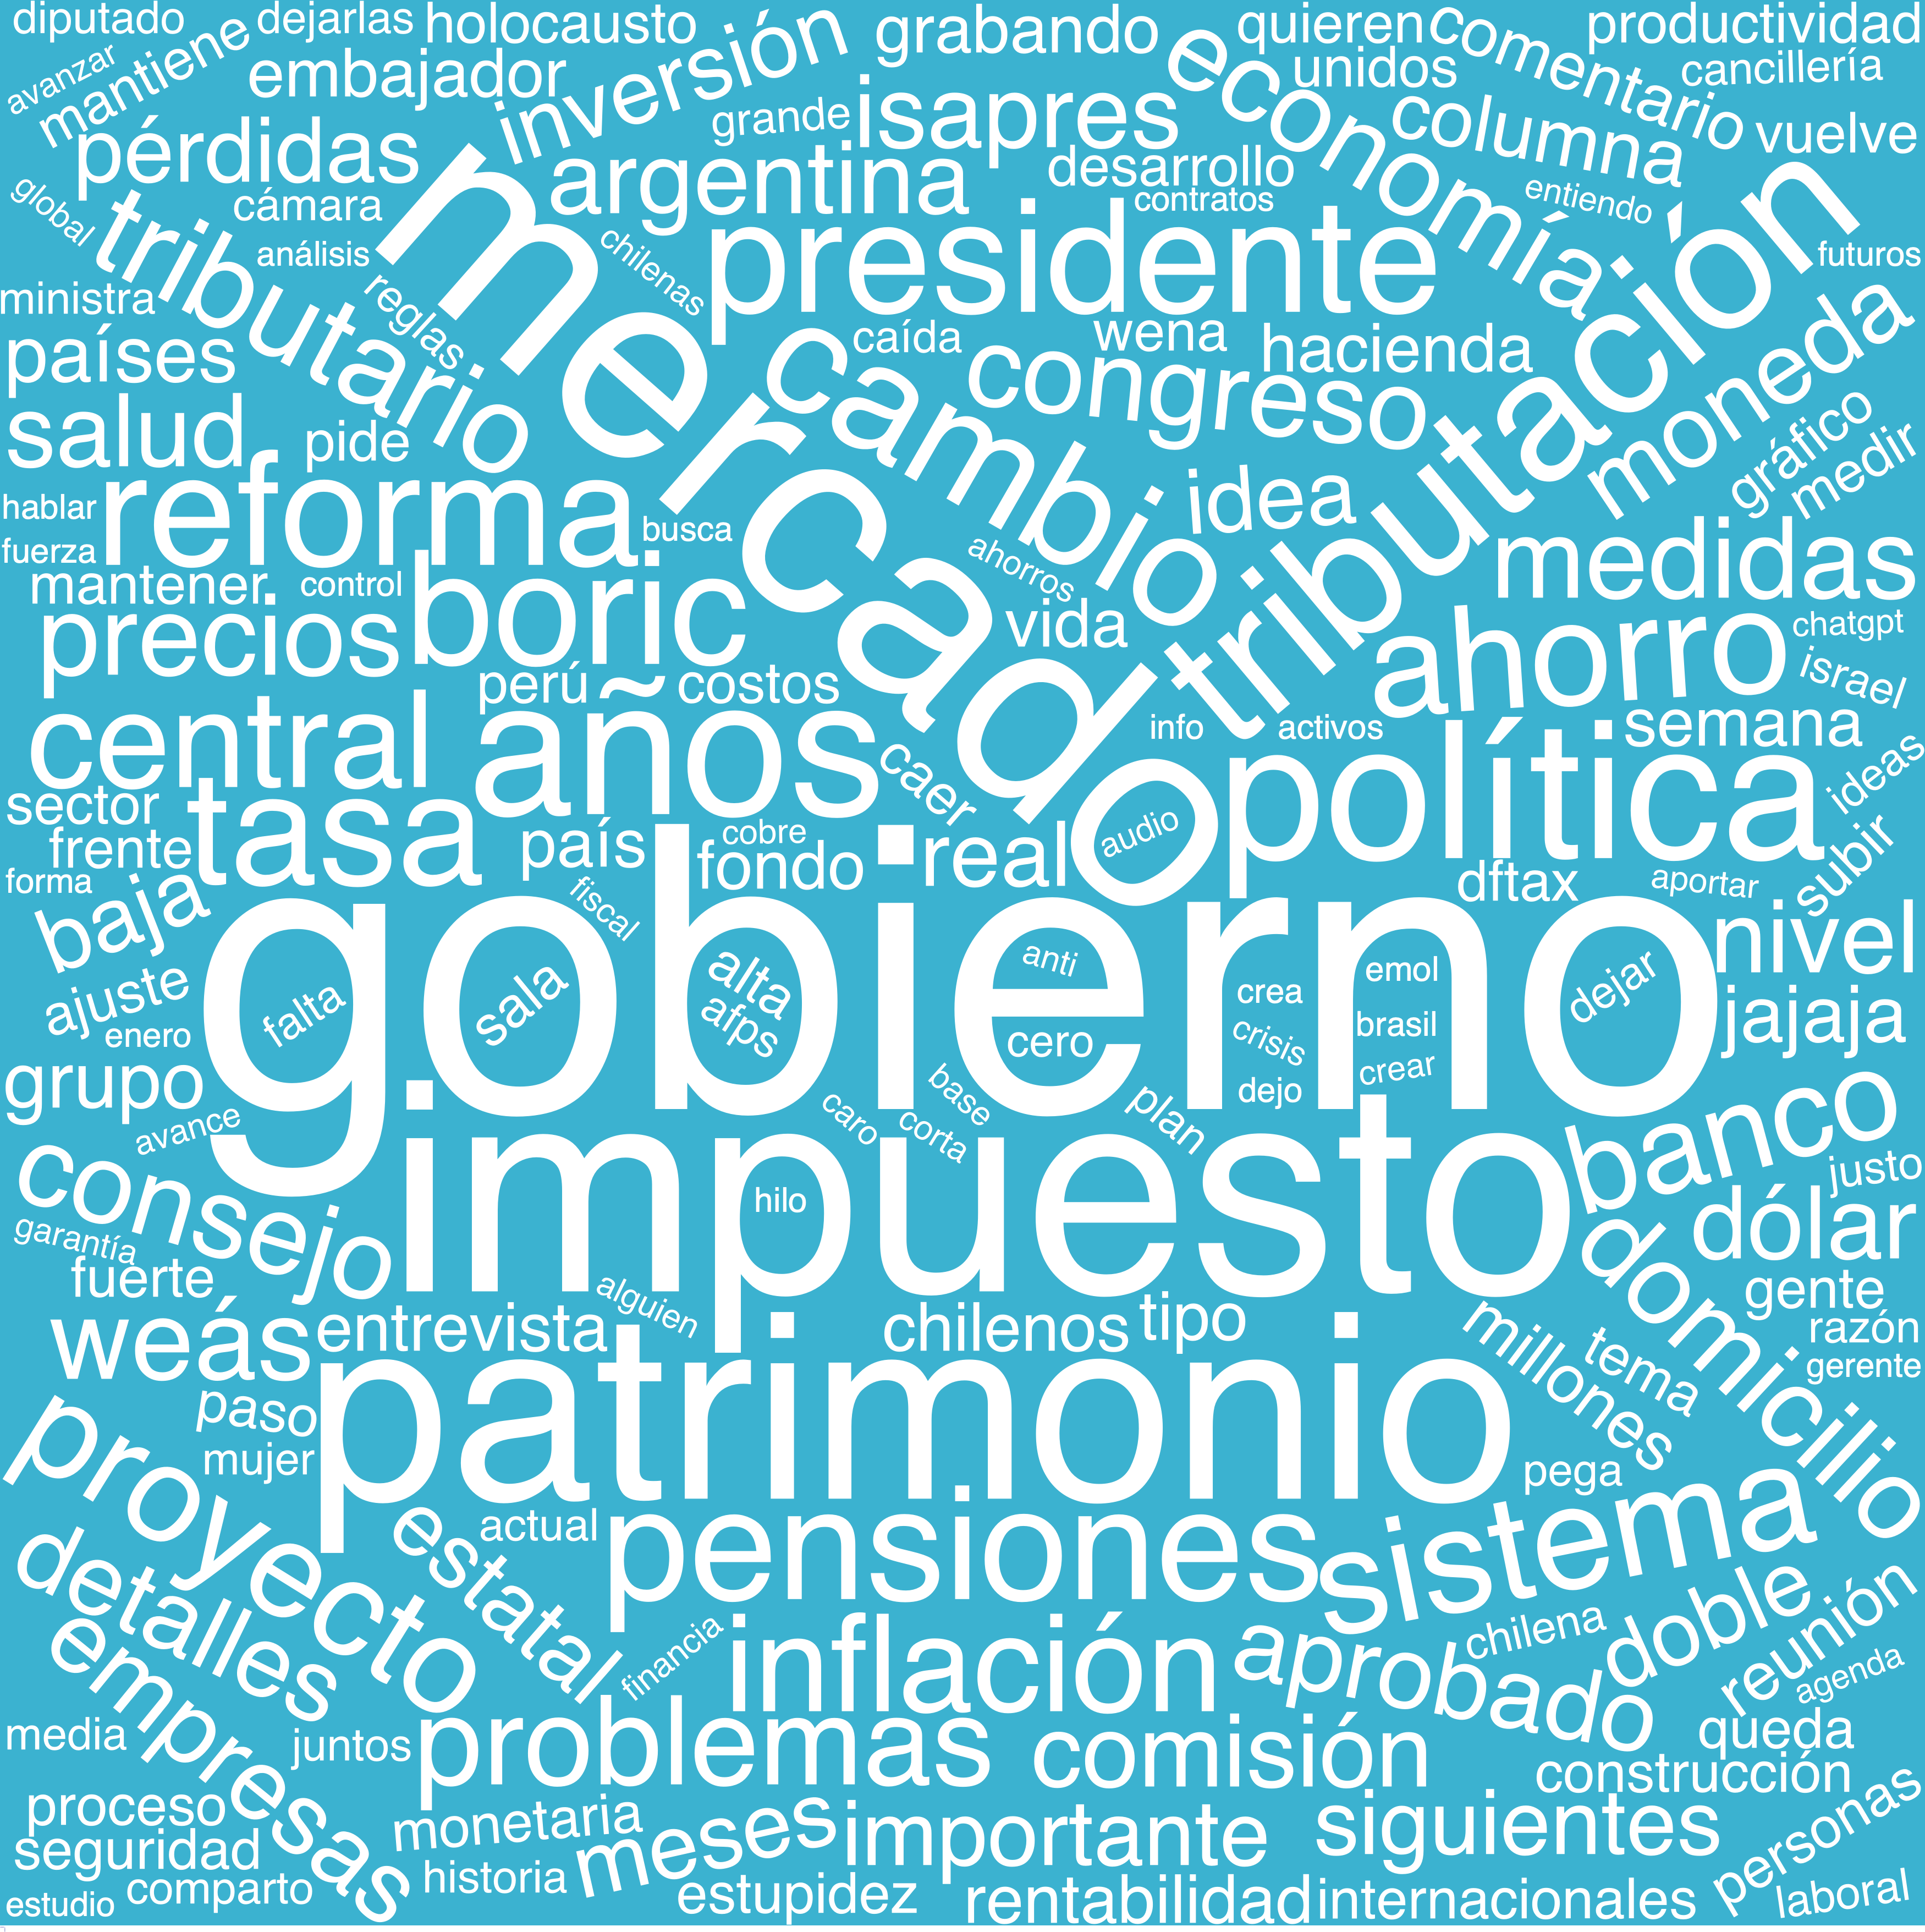 diputado
dejarlas
holocausto
inversión
grabando
economía
quieren
comentario
productividad
avanzar
mantiene
embajador
unidos
cancillería
grande
isapres
columna
vuelve
pérdidas
argentina
desarrollo
entiendo
global
cámara
contratos
tributario
análisis
chilenas
presidente
futuros
ministra
reglas
mercado
caída
wena
hacienda
moneda
países
cambio
congreso
tributación
salud
pide
gráfico
medir
reforma
idea
hablar
busca
fuerza
ahorros
medidas
mantener
control
boric
precios
vida
ahorro
chatgpt
perú
costos
israel
central
años
info
activos
semana
caer
política
ideas
sector
tasa
frente
país
cobre
fondo
real
audio
subir
forma
dftax
aportar
baja
fiscal
gobierno
nivel
ajuste
falta
sala
alta
afps
anti
emol
dejar
crea
enero
cero
crisis
brasil
jajaja
grupo
dejo
crear
avance
caro
base
corta
plan
banco
consejo
impuesto
justo
hilo
garantía
dólar
fuerte
domicilio
gente
weás
entrevista
alguien
chilenos
tipo
millones
tema
razón
gerente
paso
patrimonio
mujer
pega
proyecto
actual
pensiones
sistema
estatal
detalles
financia
inflación
aprobado
chilena
doble
reunión
agenda
empresas
media
juntos
problemas
comisión
queda
construcción
proceso
monetaria
meses
importante
siguientes
personas
seguridad
historia
estudio
comparto
estupidez
rentabilidad
internacionales
laboral